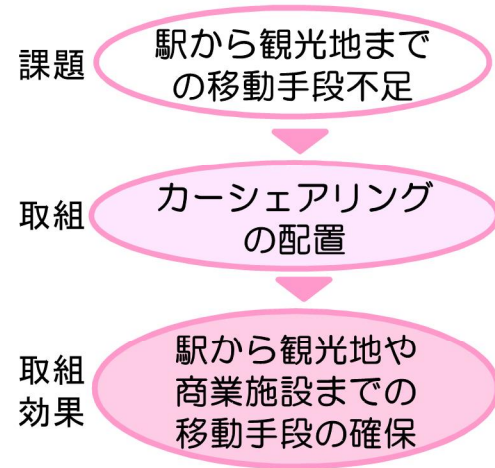 課題
駅から観光地まで
の移動手段不足
取組
カーシェアリング
の配置
取組
効果
駅から観光地や
商業施設までの
移動手段の確保